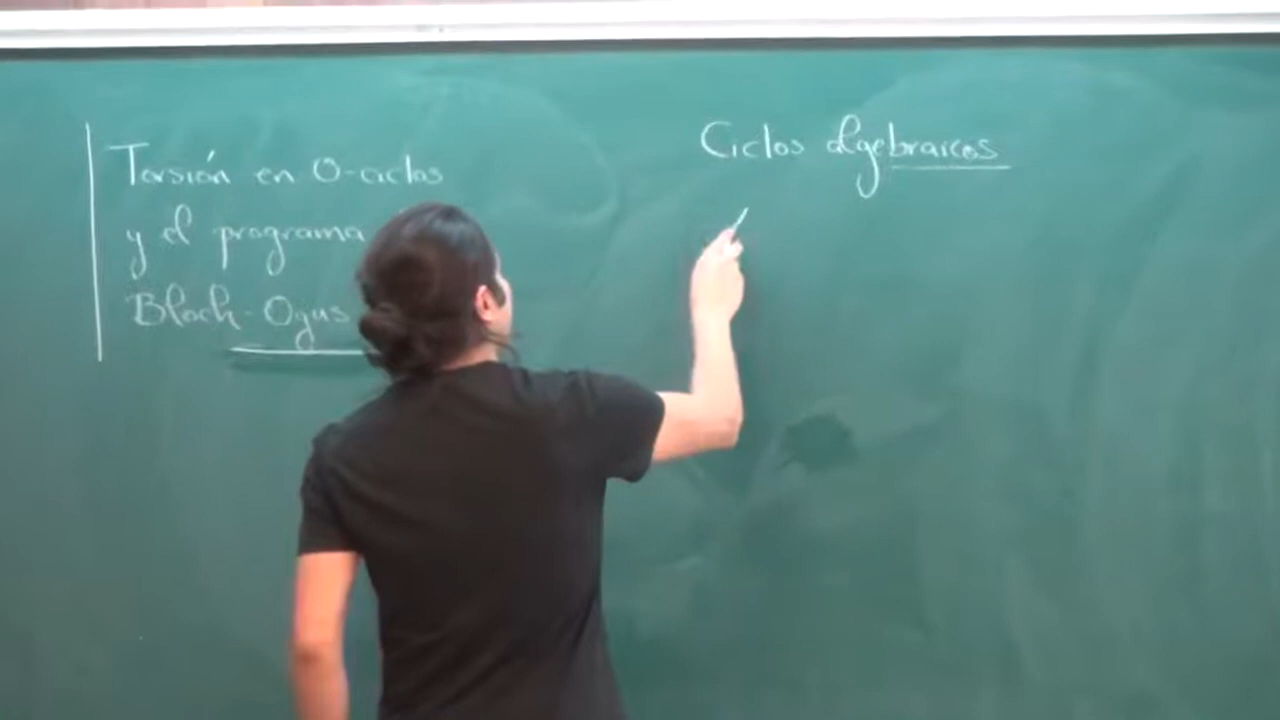 Torsión en 0-ciclos
y el programa
Bloch-Ogus
Ciclos algebraicos